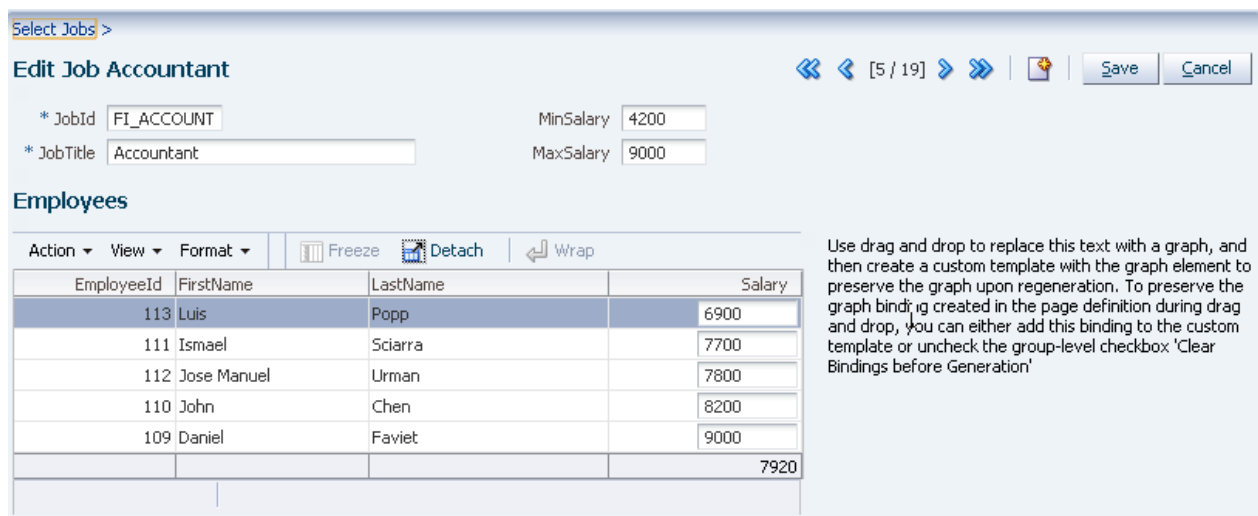 Select Jobs >
Edit Job Accountant
[5 / 19]
Save
Cancel
* JobId FI_ACCOUNT
MinSalary 4200
* JobTitle Accountant
MaxSalary 9000
Employees
Action View Format Freeze Detach Wrap
EmployeeId FirstName LastName Salary
113 Luis Popp 6900
111 Ismael Sciarra 7700
112 Jose Manuel Urman 7800
110 John Chen 8200
109 Daniel Faviet 9000
7920
Use drag and drop to replace this text with a graph, and
then create a custom template with the graph element to
preserve the graph upon regeneration. To preserve the
graph binding created in the page definition during drag
and drop, you can either add this binding to the custom
template or uncheck the group-level checkbox 'Clear
Bindings before Generation'